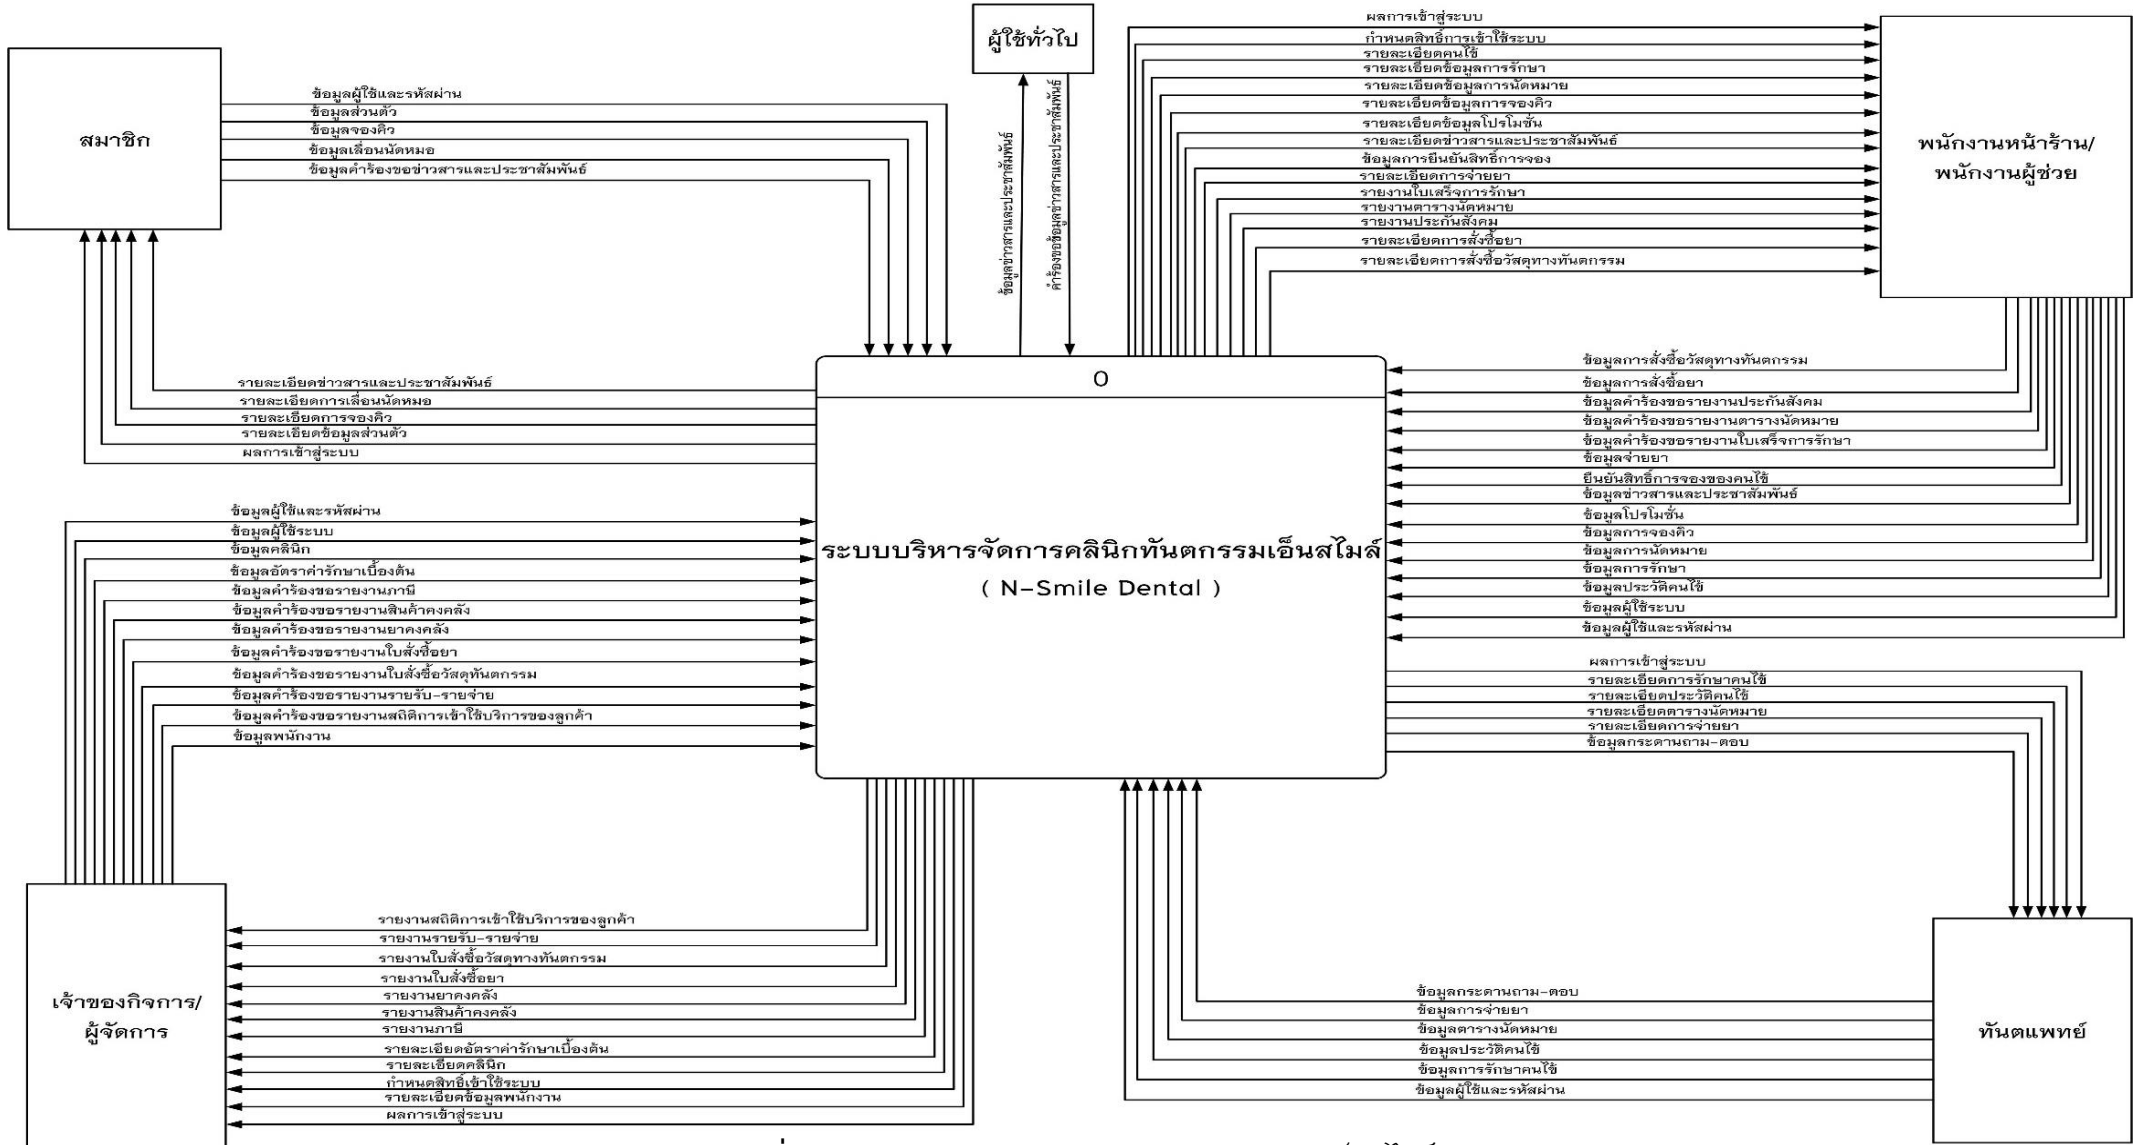 ผู้ใช้ทั่วไป
ข้อมูลข่าวสารและประชาสัมพันธ์
คำร้องขอข้อมูลข่าวสารและประชาสัมพันธ์
สมาชิก
ข้อมูลผู้ใช้และรหัสผ่าน
ข้อมูลส่วนตัว
ข้อมูลจองคิว
ข้อมูลเลื่อนนัดหมอ
ข้อมูลคำร้องขอข่าวสารและประชาสัมพันธ์
รายละเอียดข่าวสารและประชาสัมพันธ์
รายละเอียดการเลื่อนนัดหมอ
รายละเอียดการจองคิว
รายละเอียดข้อมูลส่วนตัว
ผลการเข้าสู่ระบบ
ผลการเข้าสู่ระบบ
กำหนดสิทธิ์การเข้าใช้ระบบ
รายละเอียดคนไข้
รายละเอียดข้อมูลการรักษา
รายละเอียดข้อมูลการนัดหมาย
รายละเอียดข้อมูลการจองคิว
รายละเอียดข้อมูลโปรโมชั่น
รายละเอียดข่าวสารและประชาสัมพันธ์
ข้อมูลการยืนยันสิทธิ์การจอง
รายละเอียดการจ่ายยา
รายงานใบเสร็จการรักษา
รายงานตารางนัดหมาย
รายงานประกันสังคม
รายละเอียดการสั่งซื้อยา
รายละเอียดการสั่งซื้อวัสดุทางทันตกรรม
พนักงานหน้าร้าน/
พนักงานผู้ช่วย
ข้อมูลการสั่งซื้อวัสดุทางทันตกรรม
ข้อมูลการสั่งซื้อยา
ข้อมูลคำร้องขอรายงานประกันสังคม
ข้อมูลคำร้องขอรายงานตารางนัดหมาย
ข้อมูลคำร้องขอรายงานใบเสร็จการรักษา
ข้อมูลจ่ายยา
ยืนยันสิทธิ์การจองของคนไข้
ข้อมูลข่าวสารและประชาสัมพันธ์
ข้อมูลโปรโมชั่น
ข้อมูลการจองคิว
ข้อมูลการนัดหมาย
ข้อมูลการรักษา
ข้อมูลประวัติคนไข้
ข้อมูลผู้ใช้ระบบ
ข้อมูลผู้ใช้และรหัสผ่าน
0
ระบบบริหารจัดการคลินิกทันตกรรมเอ็นสไมล์
( N-Smile Dental )
ข้อมูลผู้ใช้และรหัสผ่าน
ข้อมูลผู้ใช้ระบบ
ข้อมูลคลินิก
ข้อมูลอัตราค่ารักษาเบื้องต้น
ข้อมูลคำร้องขอรายงานภาษี
ข้อมูลคำร้องขอรายงานสินค้าคงคลัง
ข้อมูลคำร้องขอรายงานยาคงคลัง
ข้อมูลคำร้องขอรายงานใบสั่งซื้อยา
ข้อมูลคำร้องขอรายงานใบสั่งซื้อวัสดุทันตกรรม
ข้อมูลคำร้องขอรายงานรายรับ-รายจ่าย
ข้อมูลคำร้องขอรายงานสถิติการเข้าใช้บริการของลูกค้า
ข้อมูลพนักงาน
ผลการเข้าสู่ระบบ
รายละเอียดการรักษาคนไข้
รายละเอียดประวัติคนไข้
รายละเอียดตารางนัดหมาย
รายละเอียดการจ่ายยา
ข้อมูลกระดานถาม-ตอบ
เจ้าของกิจการ/
ผู้จัดการ
รายงานสถิติการเข้าใช้บริการของลูกค้า
รายงานรายรับ-รายจ่าย
รายงานใบสั่งซื้อวัสดุทางทันตกรรม
รายงานใบสั่งซื้อยา
รายงานยาคงคลัง
รายงานสินค้าคงคลัง
รายงานภาษี
รายละเอียดอัตราค่ารักษาเบื้องต้น
รายละเอียดคลินิก
กำหนดสิทธิ์เข้าใช้ระบบ
รายละเอียดข้อมูลพนักงาน
ผลการเข้าสู่ระบบ
ข้อมูลกระดานถาม-ตอบ
ข้อมูลการจ่ายยา
ข้อมูลตารางนัดหมาย
ข้อมูลประวัติคนไข้
ข้อมูลการรักษาคนไข้
ข้อมูลผู้ใช้และรหัสผ่าน
ทันตแพทย์